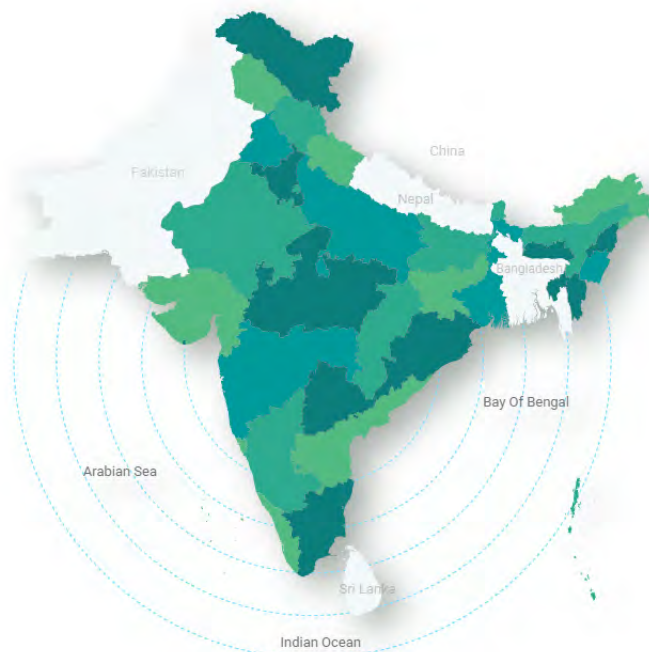 China
Pakistan
Nepal
Bangladesh
Bay Of Bengal
Arabian Sea
Sri Lanka
Indian Ocean